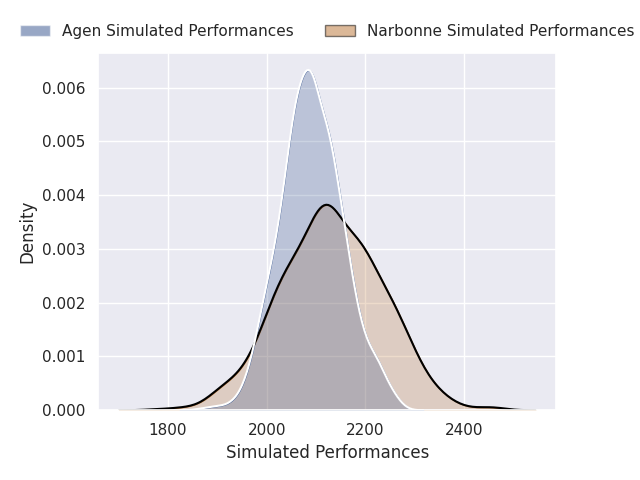 Agen Simulated Performances Narbonne Simulated Performances
0.006
0.005
0.004
0.003
0.002
0.001
0.000
Density
1800 2000 2200 2400
Simulated Performances